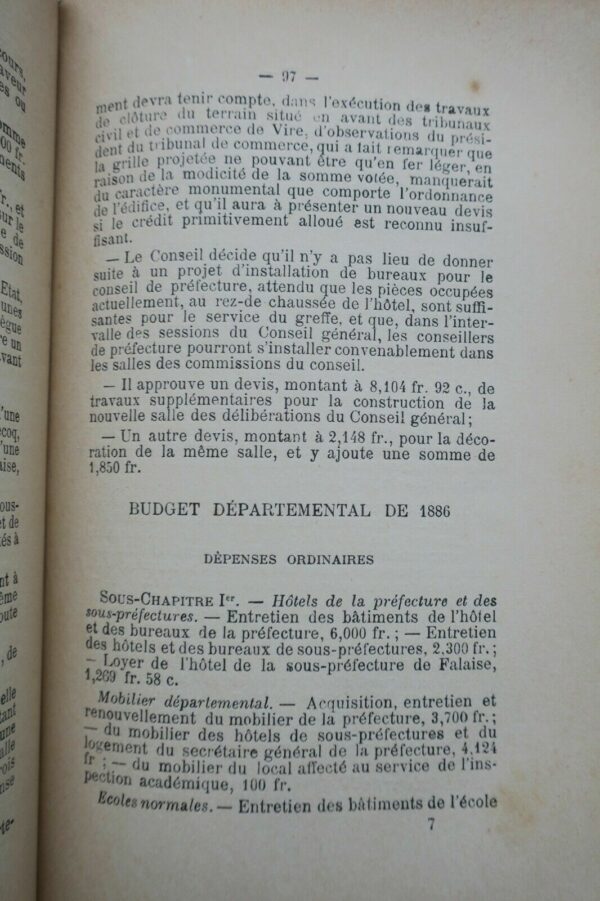 — 97 —
ment devra tenir compte, dans l'exécution des travaux
de clôture du terrain situé en avant des tribunaux
civil et de commerce de Vire, d'observations du prési-
dent du tribunal de commerce, qui a fait remarquer que
la grille projetée ne pouvant être qu'en fer léger, en
raison de la modicité de la somme votée, manquerait
du caractère monumental que comporte l'ordonnance
de l'édifice, et qu'il aura à présenter un nouveau devis
si le crédit primitivement alloué est reconnu insuf-
fisant.
— Le Conseil décide qu'il n'y a pas lieu de donner
suite à un projet d'installation de bureaux pour le
conseil de préfecture, attendu que les pièces occupées
actuellement, au rez-de chaussée de l'hôtel, sont suffi-
santes pour le service du greffe, et que, dans l'inter-
valle des sessions du Conseil général, les conseillers
de préfecture pourront s'installer convenablement dans
les salles des commissions du conseil.
— Il approuve un devis, montant à 8,104 fr. 92 c., de
travaux supplémentaires pour la construction de la
nouvelle salle des délibérations du Conseil général;
— Un autre devis, montant à 2,148 fr., pour la déco-
ration de la même salle, et y ajoute une somme de
1,850 fr.
BUDGET DÉPARTEMENTAL DE 1886
DÉPENSES ORDINAIRES
SOUS-CHAPITRE Ier. — Hôtels de la préfecture et des
sous-préfectures. — Entretien des bâtiments de l'hôtel
et des bureaux de la préfecture, 6,000 fr.; — Entretien
des hôtels et des bureaux de sous-préfectures, 2.300 fr.;
— Loyer de l'hôtel de la sous-préfecture de Falaise,
1,269 fr. 58 c.
Mobilier départemental. — Acquisition, entretien et
renouvellement du mobilier de la préfecture, 3,700 fr.;
— du mobilier des hôtels de sous-préfectures et du
logement du secrétaire général de la préfecture, 4,124
fr ; — du mobilier du local affecté au service de l'ins-
pection académique, 100 fr.
Ecoles normales. — Entretien des bâtiments de l'école
7